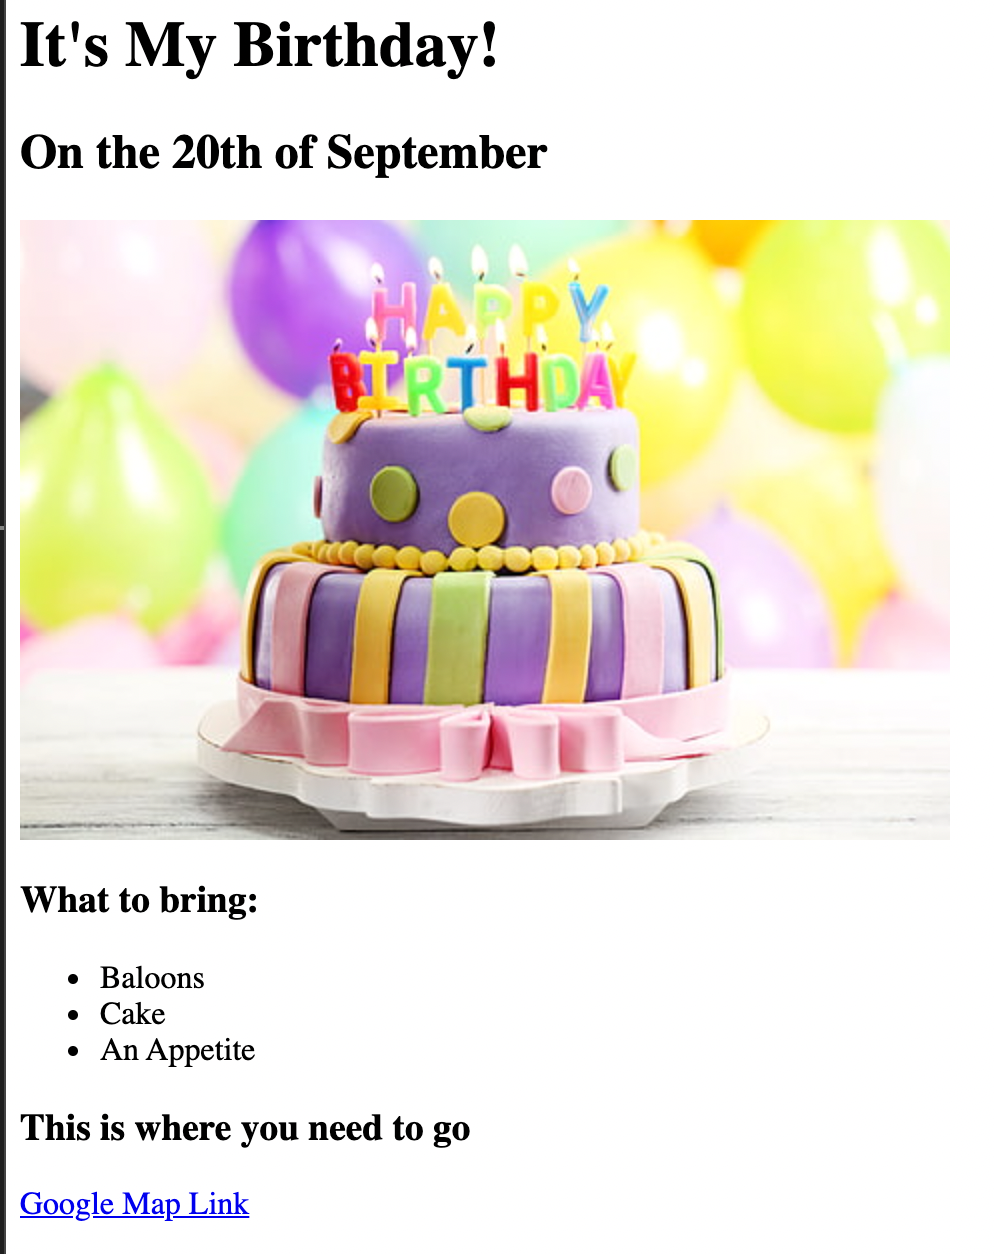 It's My Birthday!
On the 20th of September
HAPPY
BIRTHDAY
What to bring:
Baloons
Cake
An Appetite
This is where you need to go
Google Map Link